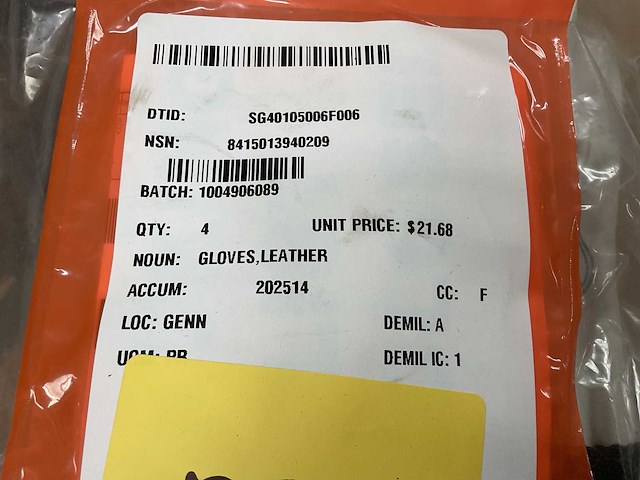 DTID: SG40105006F006
NSN: 8415013940209
BATCH: 1004906089
QTY: 4 UNIT PRICE: $21.68
NOUN: GLOVES,LEATHER
ACCUM: 202514
CC: F
LOC: GENN DEMIL: A
DEMIL IC: 1